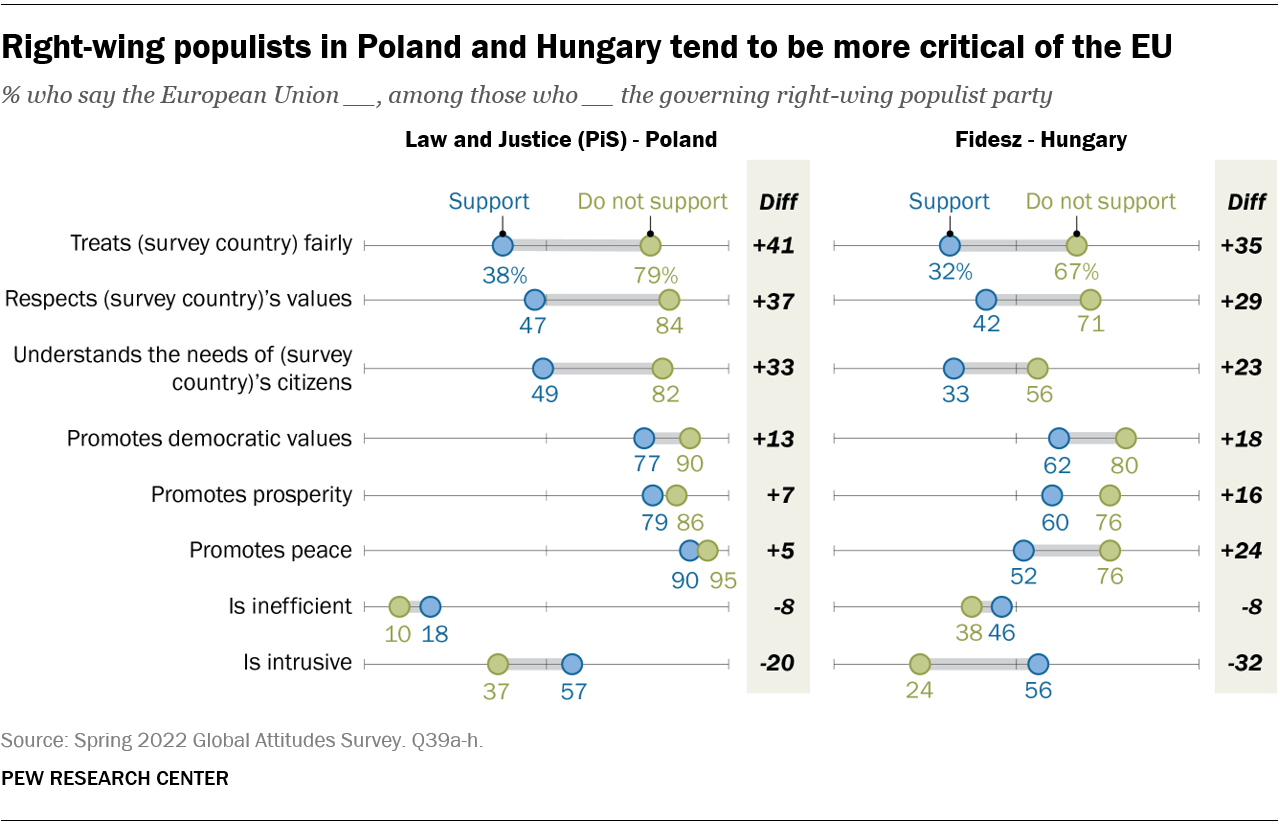 Right-wing populists in Poland and Hungary tend to be more critical of the EU
% who say the European Union __, among those who __ the governing right-wing populist party
Law and Justice (PiS) - Poland
Fidesz - Hungary
Support Do not support Diff Support Do not support Diff
Treats (survey country) fairly +41 +35
38% 79% 32% 67%
Respects (survey country)'s values +37 +29
47 84 42 71
Understands the needs of (survey
country)'s citizens +33 +23
49 82 33 56
Promotes democratic values +13 +18
77 90 62 80
Promotes prosperity +7 +16
79 86 60 76
Promotes peace +5 +24
90 95 52 76
Is inefficient -8 -8
10 18 38 46
Is intrusive -20 -32
37 57 24 56
Source: Spring 2022 Global Attitudes Survey. Q39a-h.
PEW RESEARCH CENTER